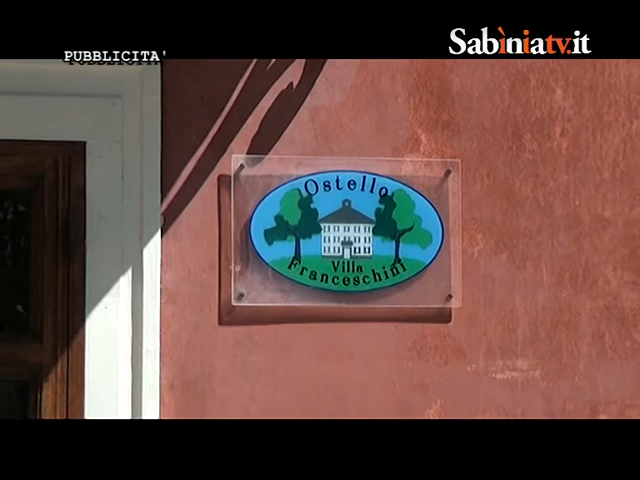 PUBBLICITA'
Sabìniatv.it
Ostello
Villa
Franceschini